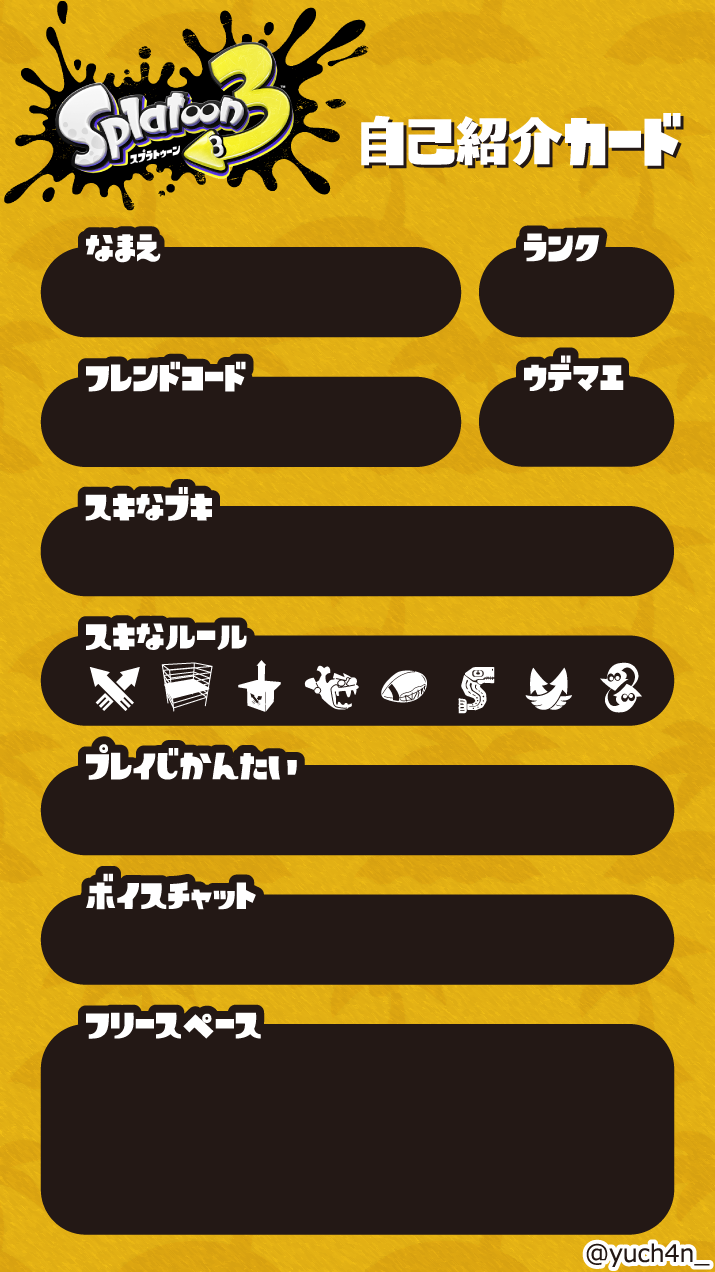 Splatoon 3
スプラトゥーン 3
自己紹介カード
なまえ
ランク
フレンドコード
ウデマエ
スキなブキ
スキなルール
プレイじかんたい
ボイスチャット
フリースペース
@yuch4n_